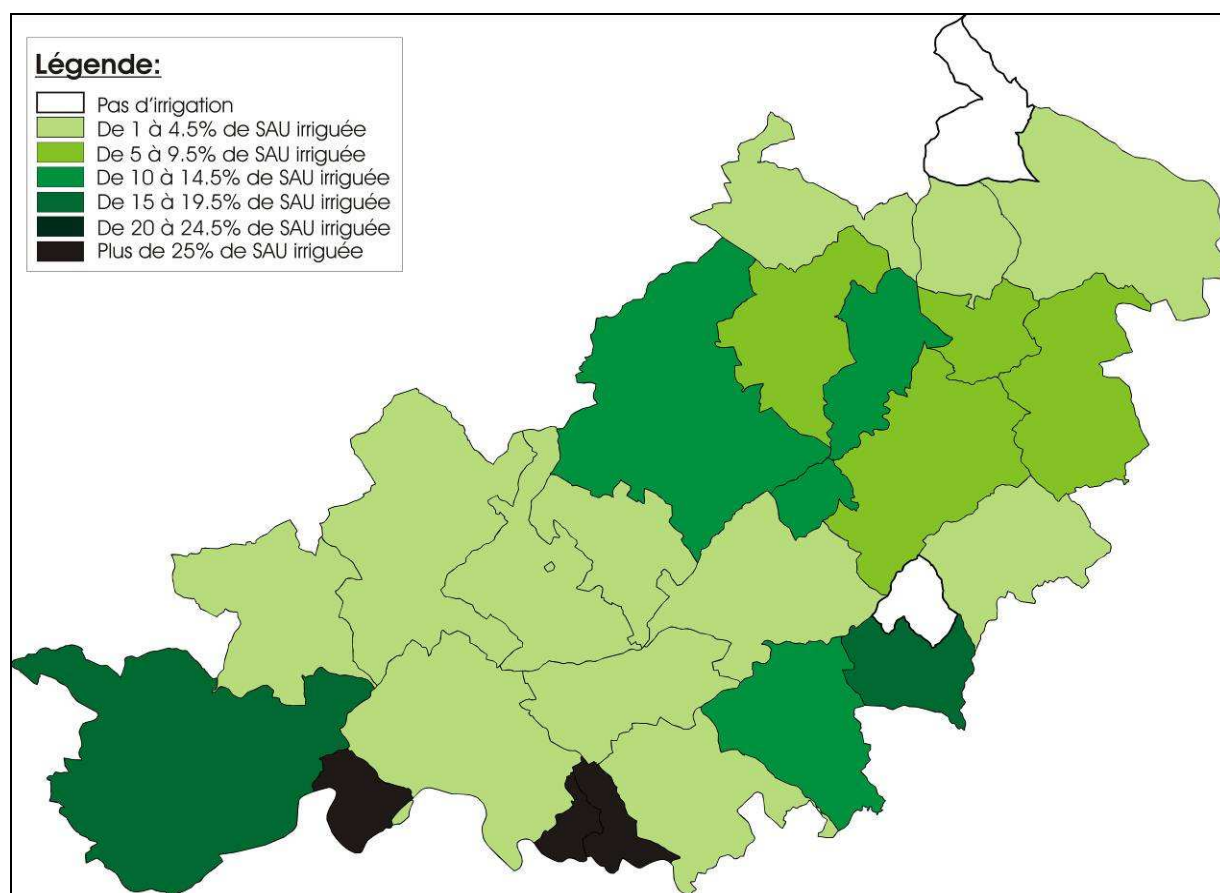 Légende:
Pas d'irrigation
De 1 à 4.5% de SAU irriguée
De 5 à 9.5% de SAU irriguée
De 10 à 14.5% de SAU irriguée
De 15 à 19.5% de SAU irriguée
De 20 à 24.5% de SAU irriguée
Plus de 25% de SAU irriguée